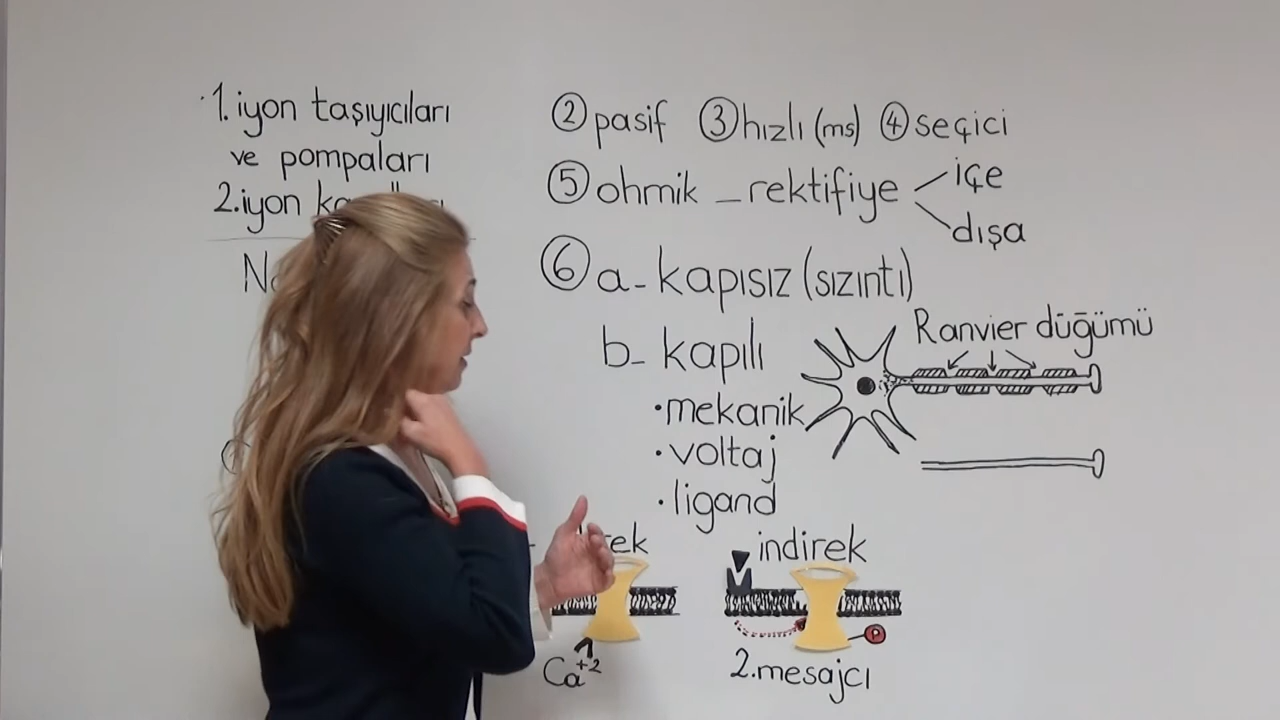 1. iyon taşıyıcıları
ve pompaları
2. iyon
② pasif ③ hızlı (ms) ④ seçici
⑤ ohmik _ rektifiye
içe
dışa
⑥ a- kapısız (sızıntı)
b- kapılı
• mekanik
• voltaj
• ligand
Ranvier düğümü
indirek
P
Ca+2
2. mesajcı